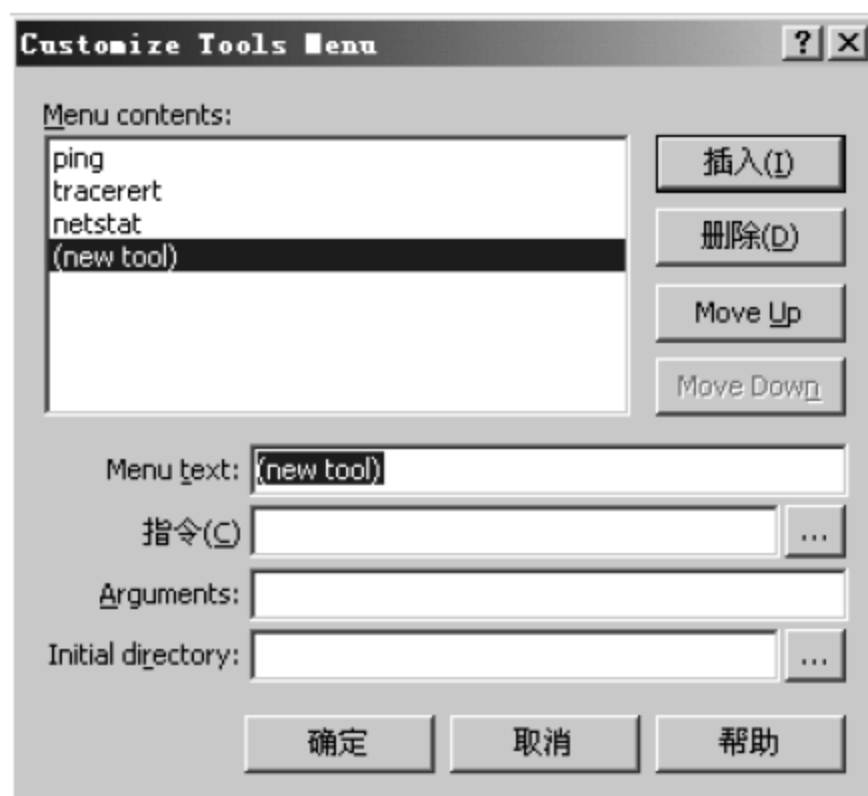 Customize Tools Menu
Menu contents:
ping
tracerert
netstat
(new tool)
插入(I)
删除(D)
Move Up
Move Down
Menu text: (new tool)
指令(C)
...
Arguments:
Initial directory:
...
确定 取消 帮助